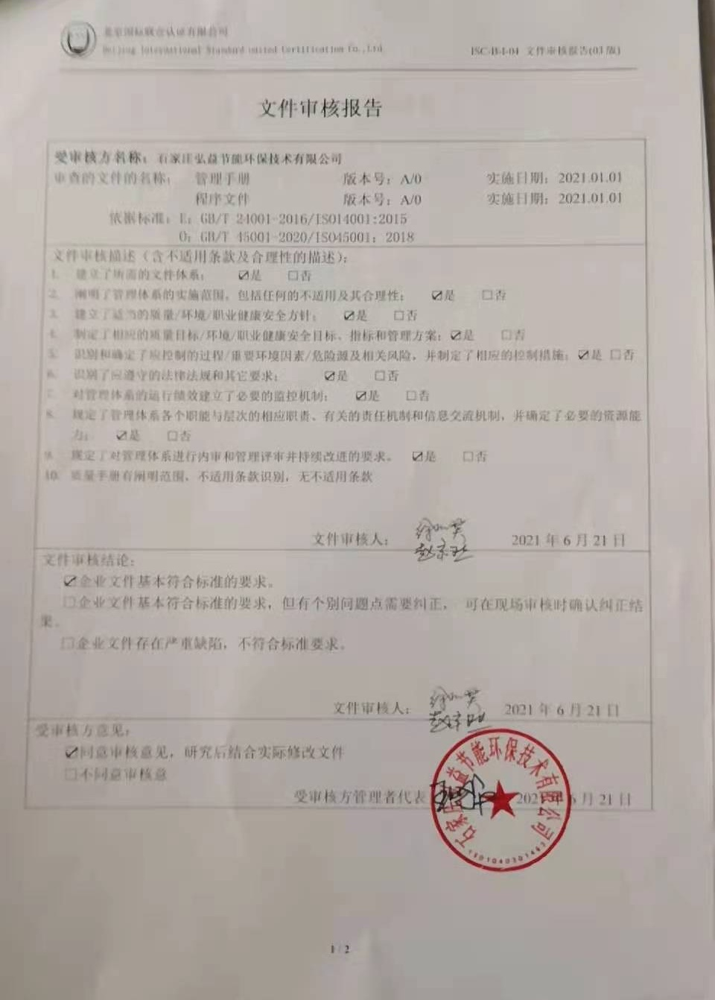 北京国标联合认证有限公司
Beijing International Standard united Certification Co.,Ltd
ISC-B-I-04 文件审核报告(03版)
文件审核报告
受审核方名称：石家庄弘益节能环保技术有限公司
审查的文件的名称： 管理手册 版本号：A/0 实施日期：2021.01.01
程序文件 版本号：A/0 实施日期：2021.01.01
依据标准：E：GB/T 24001-2016/ISO14001:2015
O：GB/T 45001-2020/ISO45001：2018
文件审核描述（含不适用条款及合理性的描述）：
1. 建立了所需的文件体系； ☑是 □否
2. 阐明了管理体系的实施范围，包括任何的不适用及其合理性； ☑是 □否
3. 建立了适当的质量/环境/职业健康安全方针； ☑是 □否
4. 制定了相应的质量目标/环境/职业健康安全目标、指标和管理方案；☑是 □否
5. 识别和确定了应控制的过程/重要环境因素/危险源及相关风险，并制定了相应的控制措施；☑是 □否
6. 识别了应遵守的法律法规和其它要求； ☑是 □否
7. 对管理体系的运行绩效建立了必要的监控机制； ☑是 □否
8. 规定了管理体系各个职能与层次的相应职责、有关的责任机制和信息交流机制，并确定了必要的资源能
力； ☑是 □否
9. 规定了对管理体系进行内审和管理评审并持续改进的要求。 ☑是 □否
10. 质量手册有阐明范围、不适用条款识别，无不适用条款
文件审核人： 2021 年 6 月 21 日
文件审核结论：
☑企业文件基本符合标准的要求。
□企业文件基本符合标准的要求，但有个别问题点需要纠正， 可在现场审核时确认纠正结
果。
□企业文件存在严重缺陷，不符合标准要求。
文件审核人： 2021 年 6 月 21 日
受审核方意见：
☑同意审核意见，研究后结合实际修改文件
□不同意审核意
受审核方管理者代表 2021 6 月 21 日
石家庄弘益节能环保技术有限公司
1 / 2